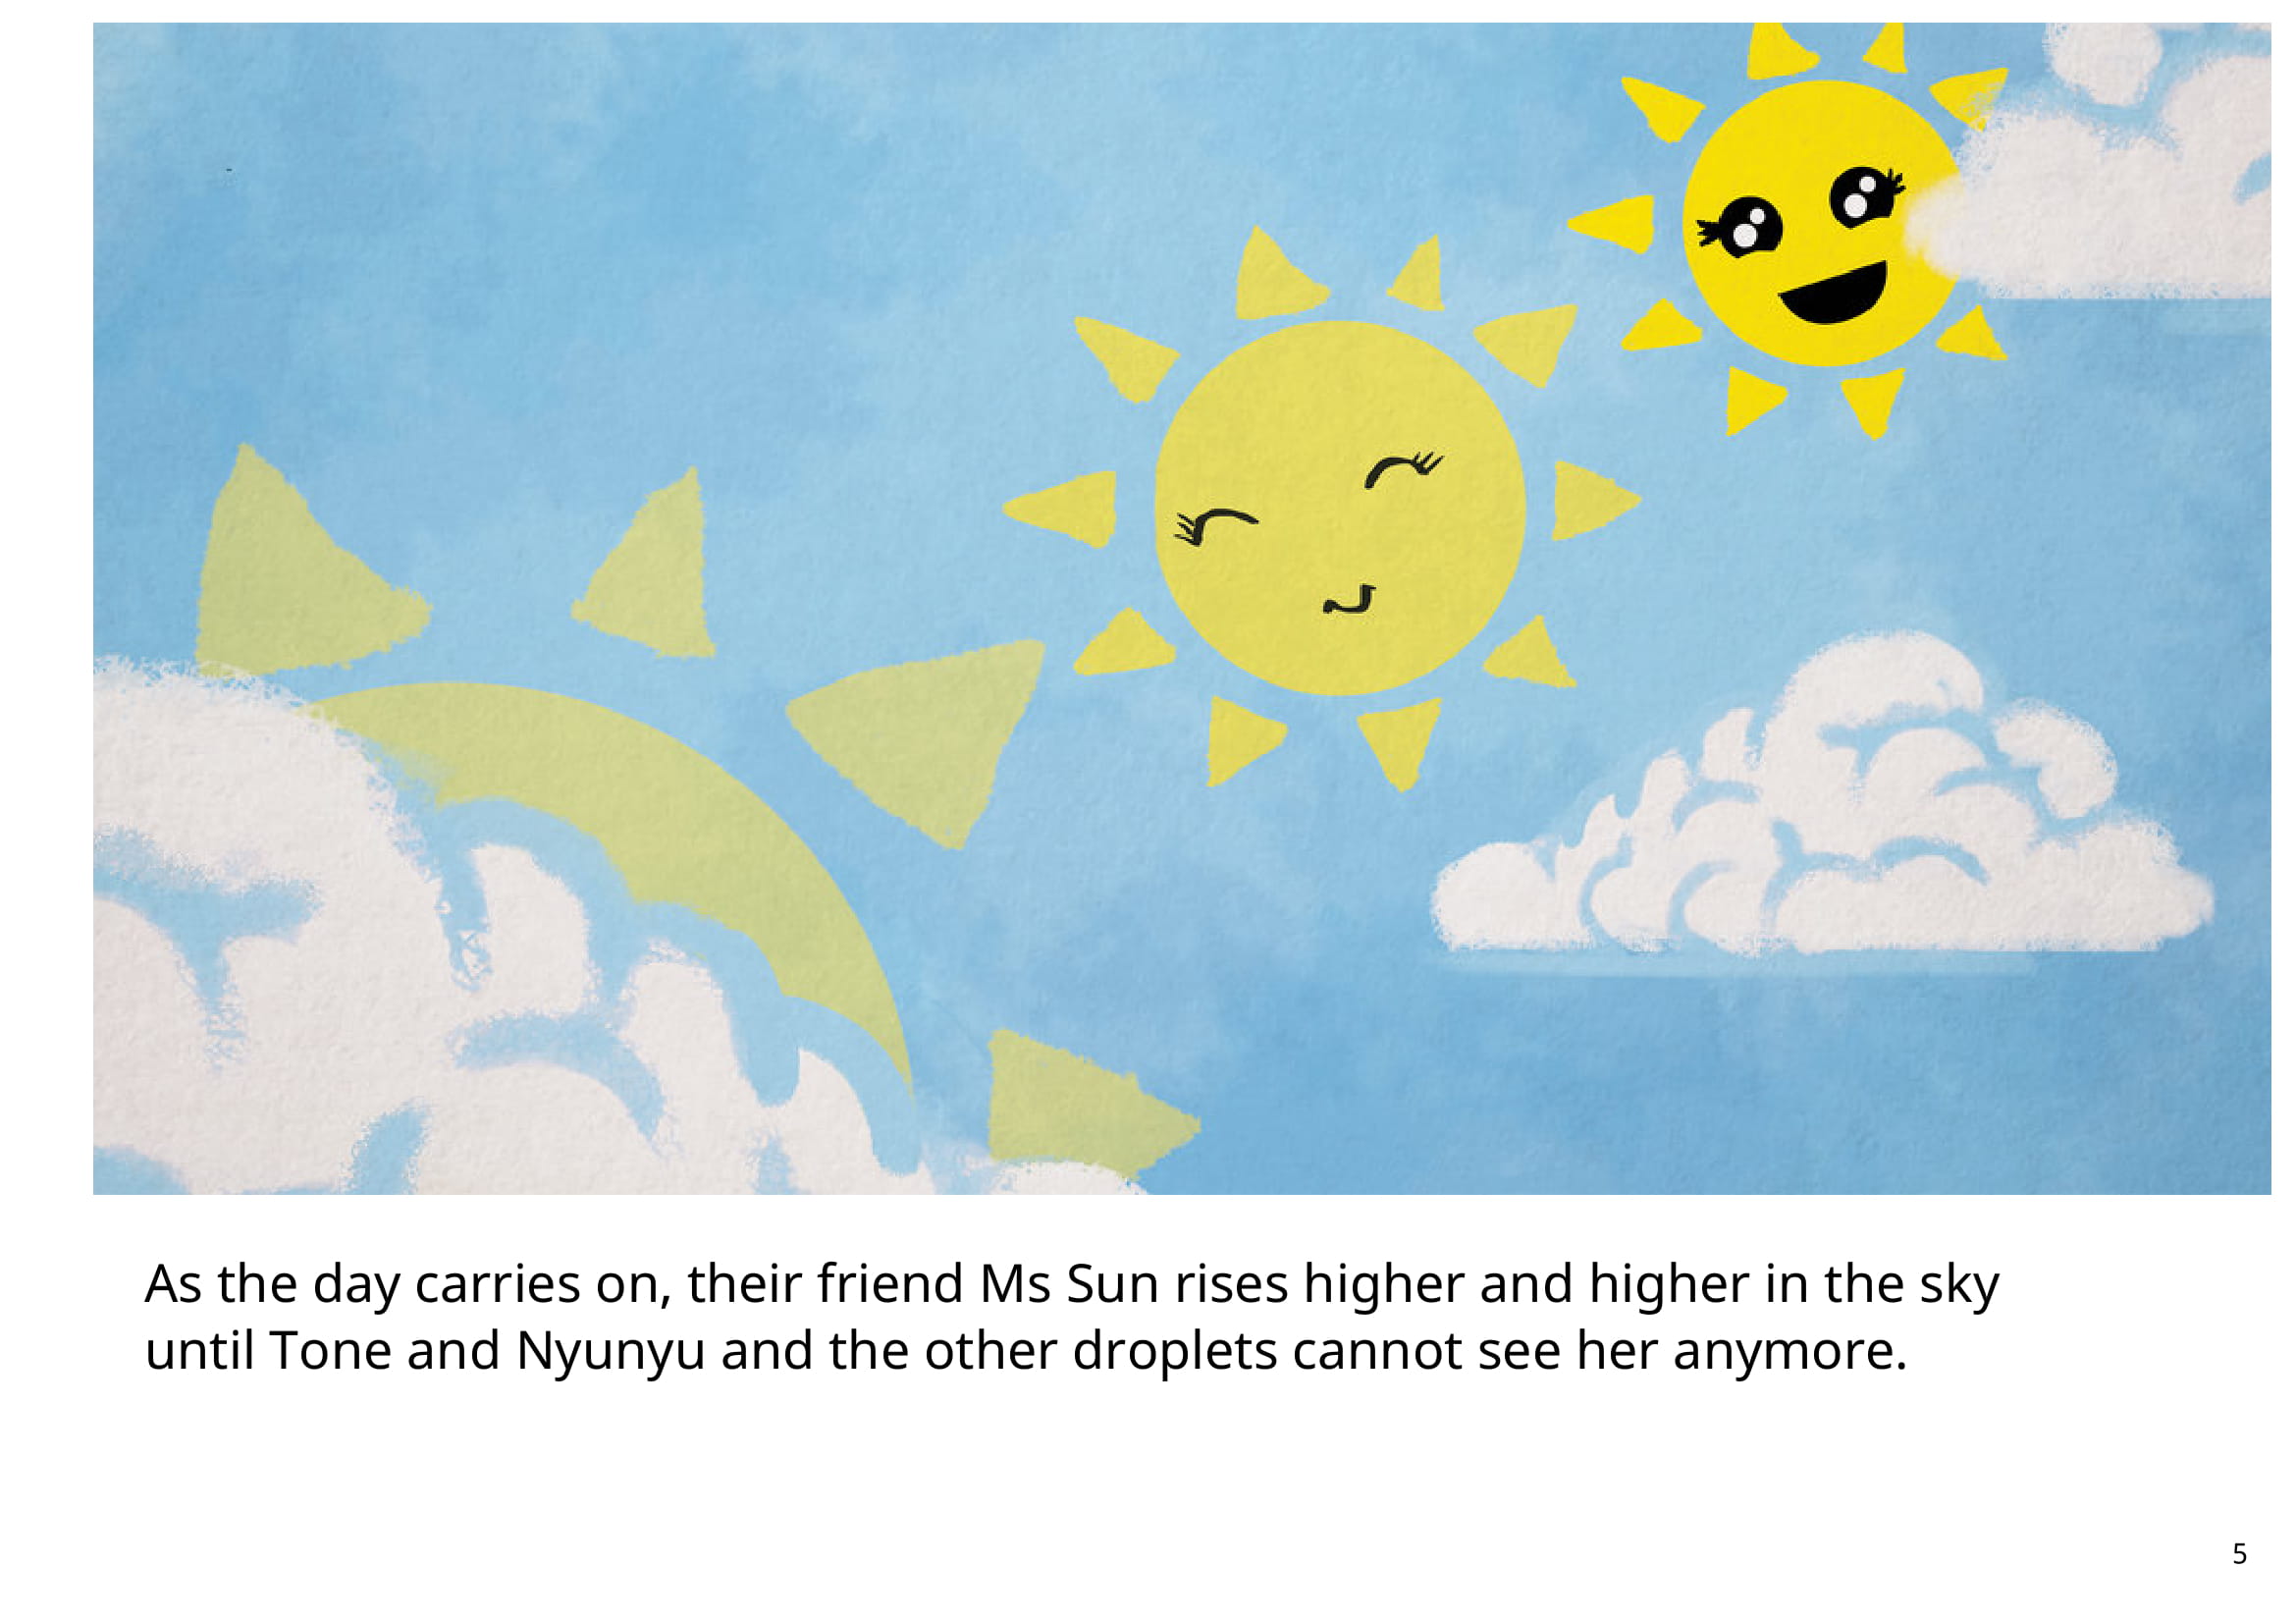 As the day carries on, their friend Ms Sun rises higher and higher in the sky
until Tone and Nyunyu and the other droplets cannot see her anymore.
5